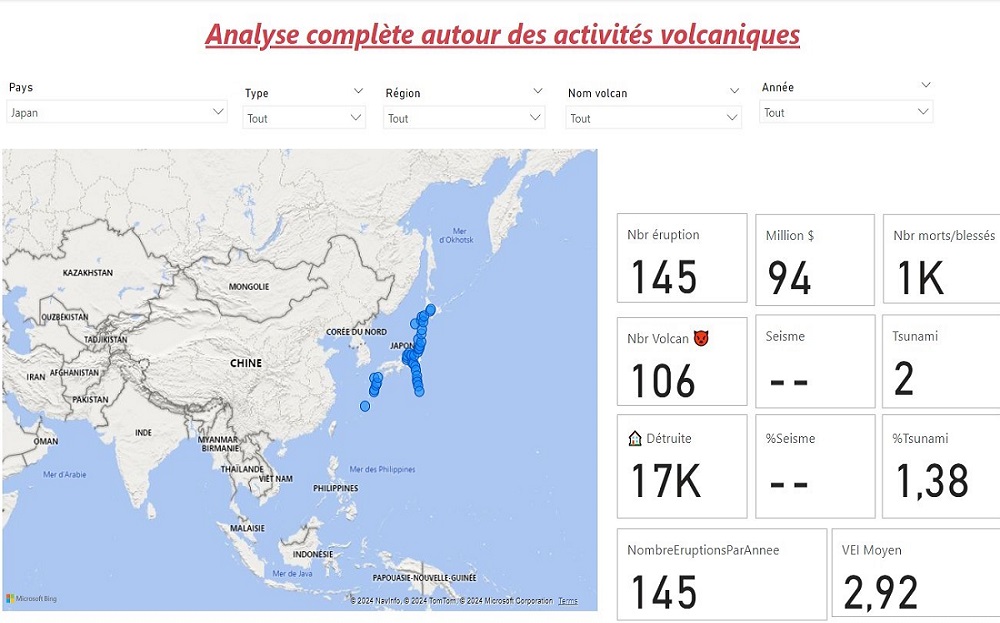 Analyse complète autour des activités volcaniques
Pays
Type
Région
Nom volcan
Année
Japan
Tout
Tout
Tout
Tout
Mer
d'Okhotsk
KAZAKHSTAN
MONGOLIE
OUZBÉKISTAN
CORÉE DU NORD
TADJIKISTAN
JAPON
CHINE
IRAN
AFGHANISTAN
PAKISTAN
OMAN
INDE
MYANMAR
BIRMANIE
Mer d'Arabie
THAÏLANDE
VIÊT NAM
Mer des Philippines
PHILIPPINES
MALAISIE
INDONÉSIE
Mer de Java
PAPOUASIE-NOUVELLE-GUINÉE
Microsoft Bing
© 2024 NavInfo, © 2024 TomTom, © 2024 Microsoft Corporation Terms
Nbr éruption
145
Million $
94
Nbr morts/blessés
1K
Nbr Volcan 👿
106
Seisme
--
Tsunami
2
🏠 Détruite
17K
%Seisme
--
%Tsunami
1,38
NombreEruptionsParAnnee
145
VEI Moyen
2,92